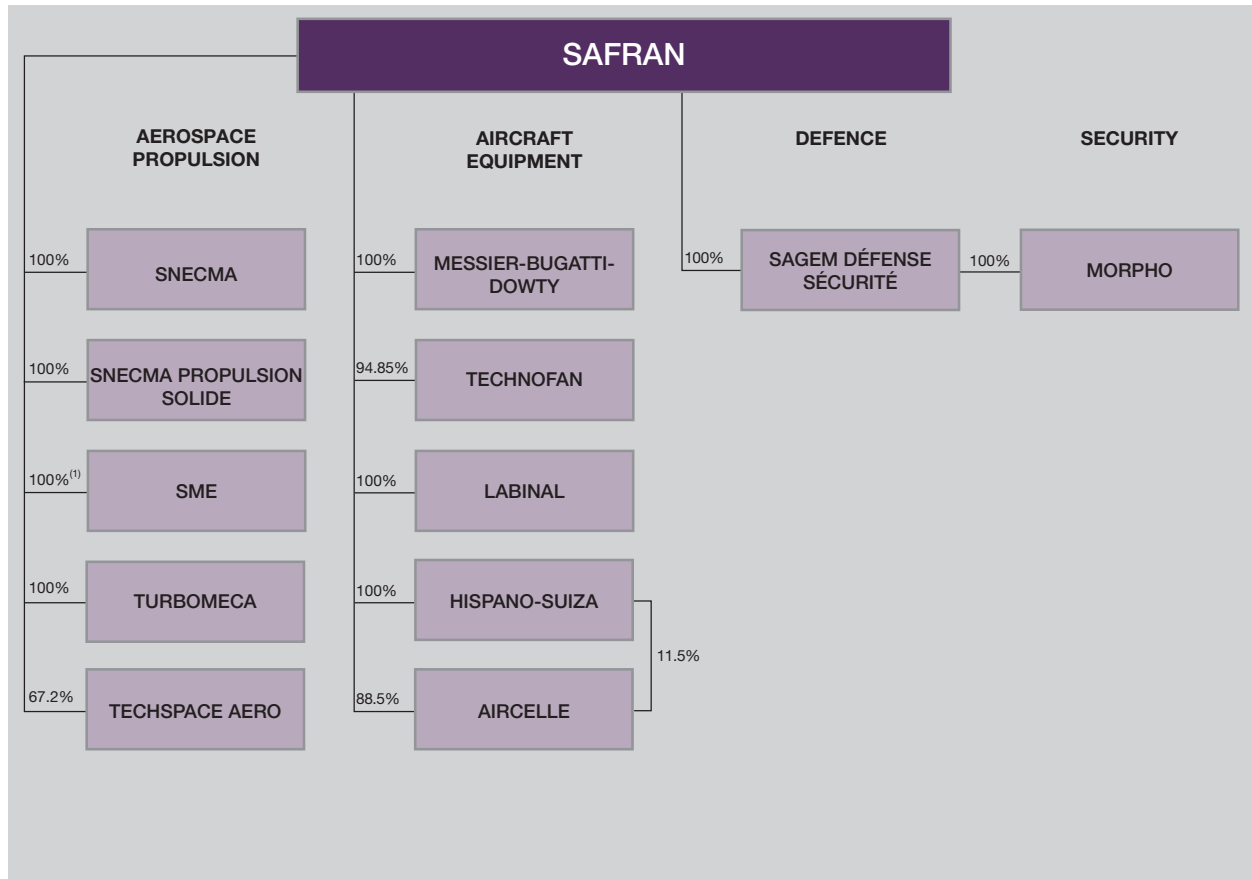 SAFRAN
AEROSPACE
PROPULSION
AIRCRAFT
EQUIPMENT
DEFENCE
SECURITY
100%
SNECMA
100%
MESSIER-BUGATTI-
DOWTY
100%
SAGEM DÉFENSE
SÉCURITÉ
100%
MORPHO
100%
SNECMA PROPULSION
SOLIDE
94.85%
TECHNOFAN
100%(1)
SME
100%
LABINAL
100%
TURBOMECA
100%
HISPANO-SUIZA
11.5%
67.2%
TECHSPACE AERO
88.5%
AIRCELLE